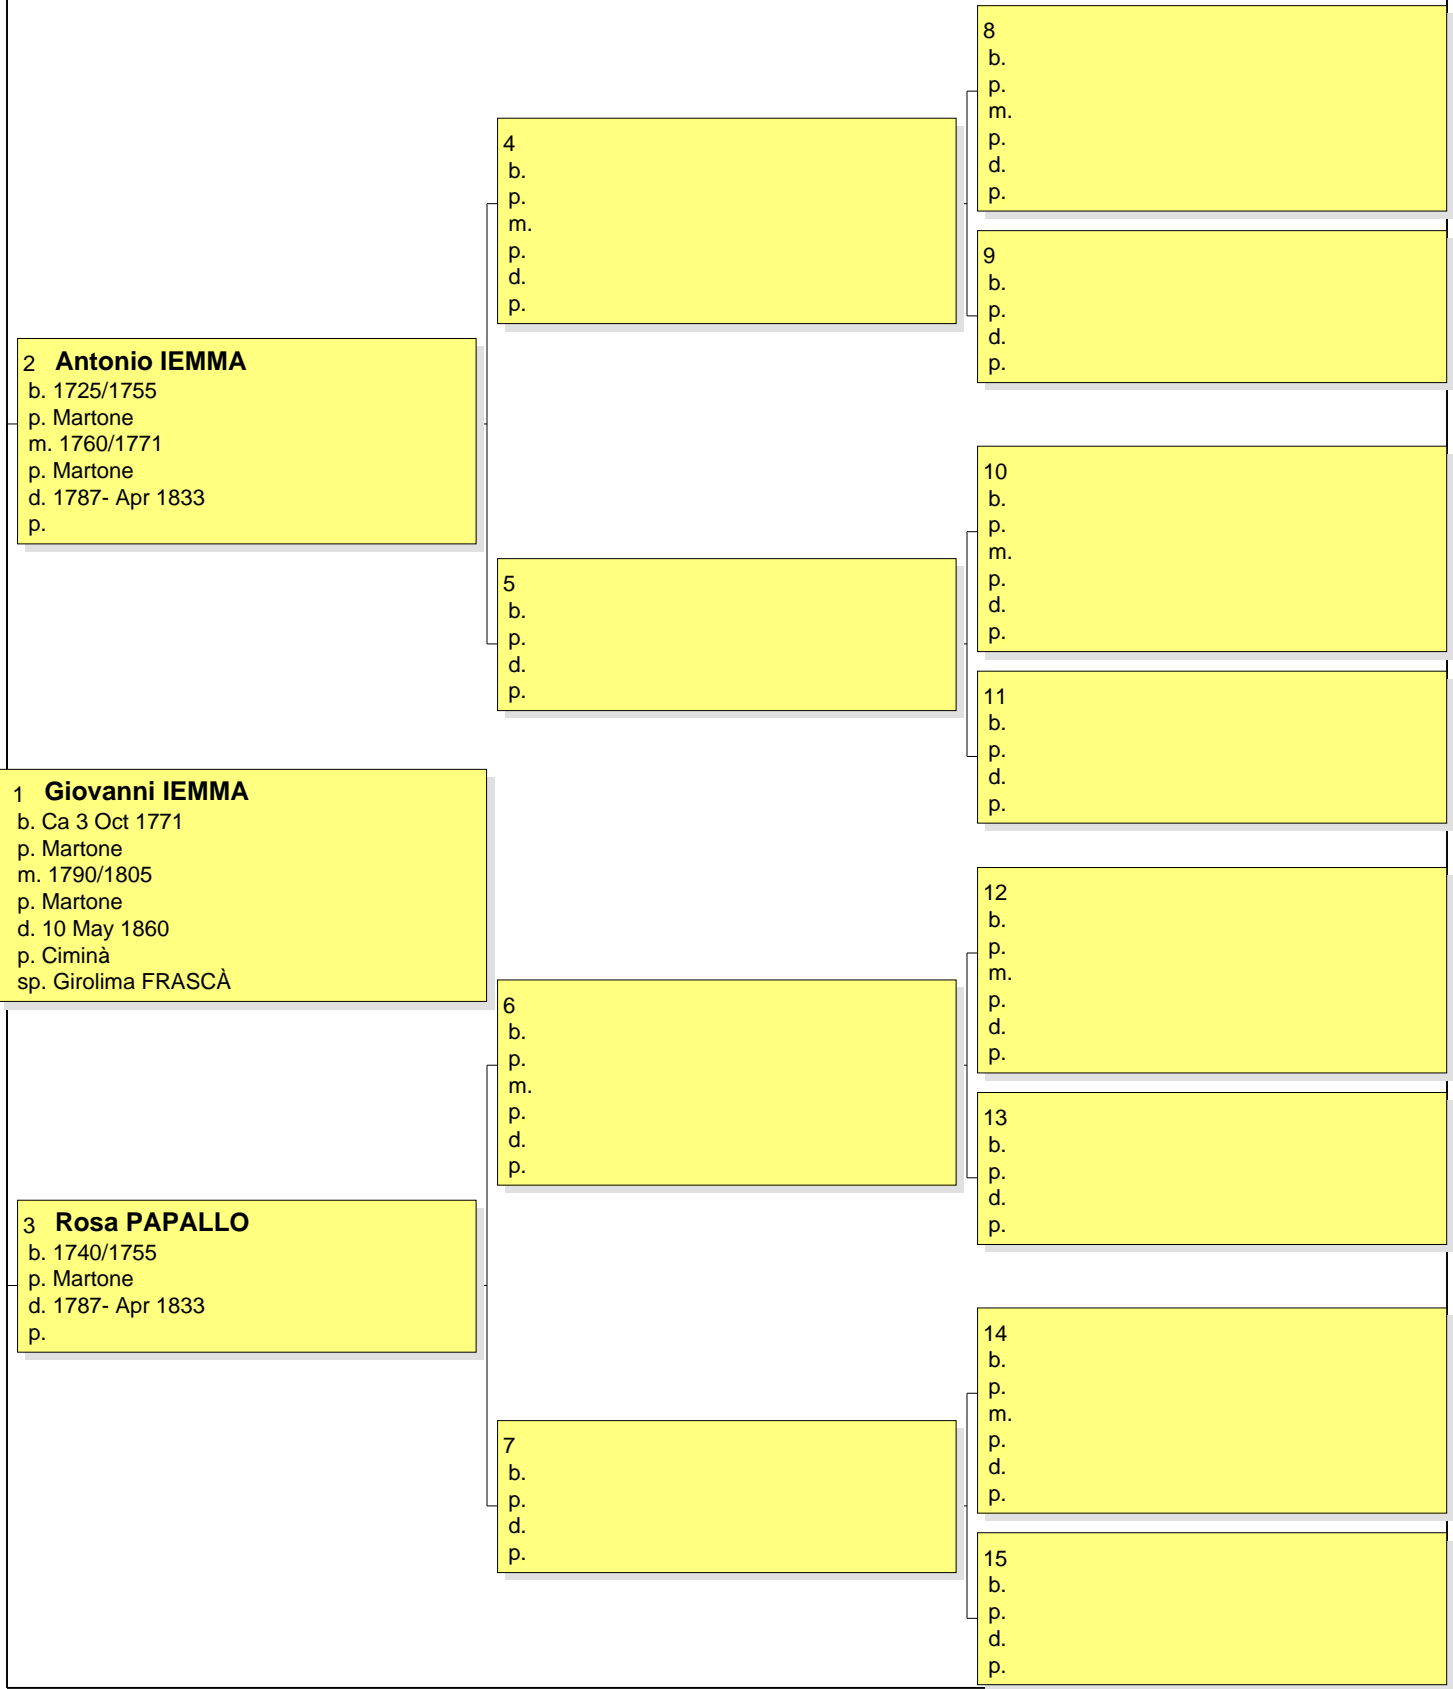 8
b.
p.
m.
p.
d.
p.
4
b.
p.
m.
p.
d.
p.
9
b.
p.
d.
p.
2 Antonio IEMMA
b. 1725/1755
p. Martone
m. 1760/1771
p. Martone
d. 1787- Apr 1833
p.
10
b.
p.
m.
p.
d.
p.
5
b.
p.
d.
p.
11
b.
p.
d.
p.
1 Giovanni IEMMA
b. Ca 3 Oct 1771
p. Martone
m. 1790/1805
p. Martone
d. 10 May 1860
p. Ciminà
sp. Girolima FRASCÀ
12
b.
p.
m.
p.
d.
p.
6
b.
p.
m.
p.
d.
p.
13
b.
p.
d.
p.
3 Rosa PAPALLO
b. 1740/1755
p. Martone
d. 1787- Apr 1833
p.
14
b.
p.
m.
p.
d.
p.
7
b.
p.
d.
p.
15
b.
p.
d.
p.